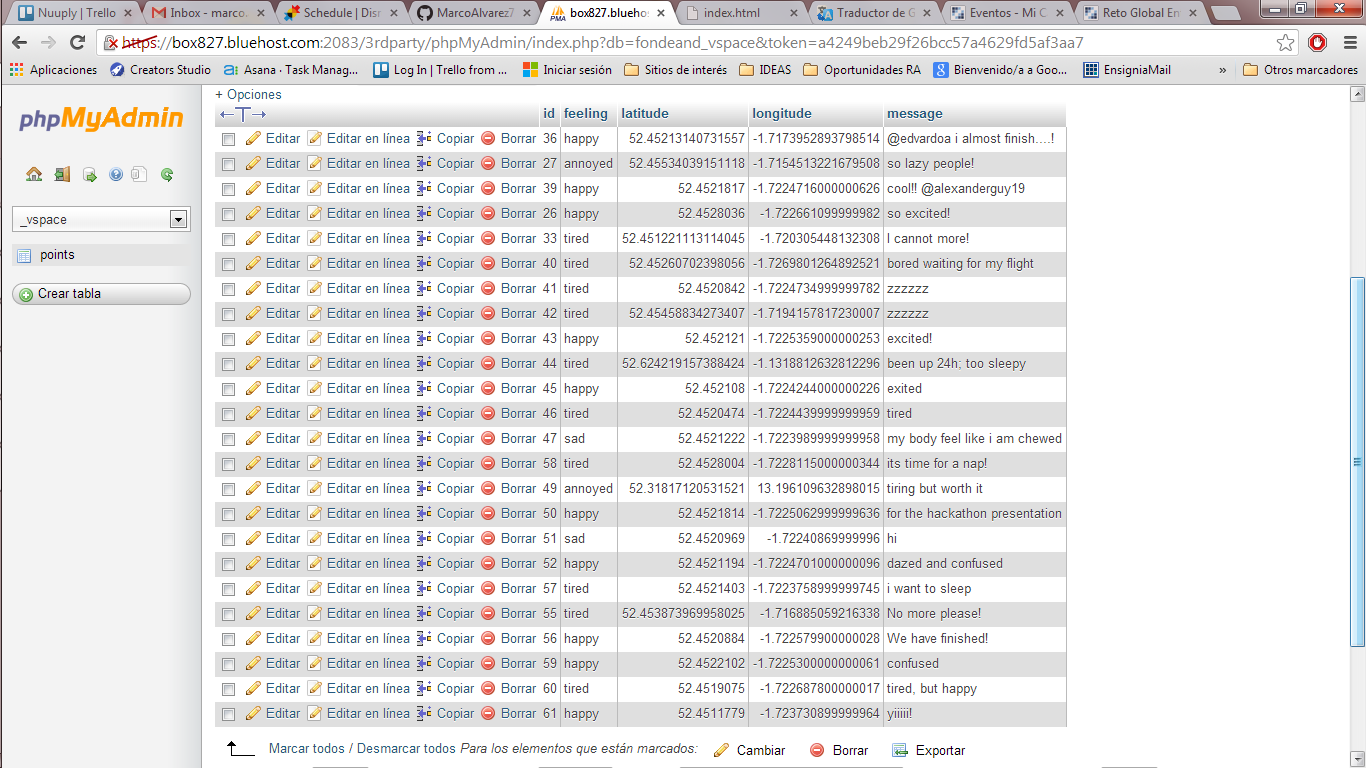 Nuuply | Trello
Inbox - marco.
Schedule | Disr
MarcoAlvarez7
box827.bluehos
index.html
Traductor de G
Eventos - Mi C
Reto Global Em
https://box827.bluehost.com:2083/3rdparty/phpMyAdmin/index.php?db=fondeand_vspace&token=a4249beb29f26bcc57a4629fd5af3aa7
Aplicaciones Creators Studio Asana · Task Manag... Log In | Trello from ... Iniciar sesión Sitios de interés IDEAS Oportunidades RA Bienvenido/a a Goo... EnsigniaMail » Otros marcadores
phpMyAdmin
_vspace
points
Crear tabla
+ Opciones
id feeling latitude longitude message
Editar Editar en línea Copiar Borrar 36 happy 52.45213140731557 -1.7173952893798514 @edvardoa i almost finish....!
Editar Editar en línea Copiar Borrar 27 annoyed 52.45534039151118 -1.7154513221679508 so lazy people!
Editar Editar en línea Copiar Borrar 39 happy 52.4521817 -1.7224716000000626 cool!! @alexanderguy19
Editar Editar en línea Copiar Borrar 26 happy 52.4528036 -1.722661099999982 so excited!
Editar Editar en línea Copiar Borrar 33 tired 52.451221113114045 -1.720305448132308 I cannot more!
Editar Editar en línea Copiar Borrar 40 tired 52.45260702398056 -1.7269801264892521 bored waiting for my flight
Editar Editar en línea Copiar Borrar 41 tired 52.4520842 -1.7224734999999782 zzzzzz
Editar Editar en línea Copiar Borrar 42 tired 52.45458834273407 -1.7194157817230007 zzzzzz
Editar Editar en línea Copiar Borrar 43 happy 52.452121 -1.7225359000000253 excited!
Editar Editar en línea Copiar Borrar 44 tired 52.624219157388424 -1.1318812632812296 been up 24h; too sleepy
Editar Editar en línea Copiar Borrar 45 happy 52.452108 -1.7224244000000226 exited
Editar Editar en línea Copiar Borrar 46 tired 52.4520474 -1.7224439999999959 tired
Editar Editar en línea Copiar Borrar 47 sad 52.4521222 -1.7223989999999958 my body feel like i am chewed
Editar Editar en línea Copiar Borrar 58 tired 52.4528004 -1.7228115000000344 its time for a nap!
Editar Editar en línea Copiar Borrar 49 annoyed 52.31817120531521 13.196109632898015 tiring but worth it
Editar Editar en línea Copiar Borrar 50 happy 52.4521814 -1.7225062999999636 for the hackathon presentation
Editar Editar en línea Copiar Borrar 51 sad 52.4520969 -1.72240869999996 hi
Editar Editar en línea Copiar Borrar 52 happy 52.4521194 -1.7224701000000096 dazed and confused
Editar Editar en línea Copiar Borrar 57 tired 52.4521403 -1.7223758999999745 i want to sleep
Editar Editar en línea Copiar Borrar 55 tired 52.453873969958025 -1.716885059216338 No more please!
Editar Editar en línea Copiar Borrar 56 happy 52.4520884 -1.722579900000028 We have finished!
Editar Editar en línea Copiar Borrar 59 happy 52.4522102 -1.7225300000000061 confused
Editar Editar en línea Copiar Borrar 60 tired 52.4519075 -1.722687800000017 tired, but happy
Editar Editar en línea Copiar Borrar 61 happy 52.4511779 -1.723730899999964 yiiiii!
Marcar todos / Desmarcar todos Para los elementos que están marcados: Cambiar Borrar Exportar